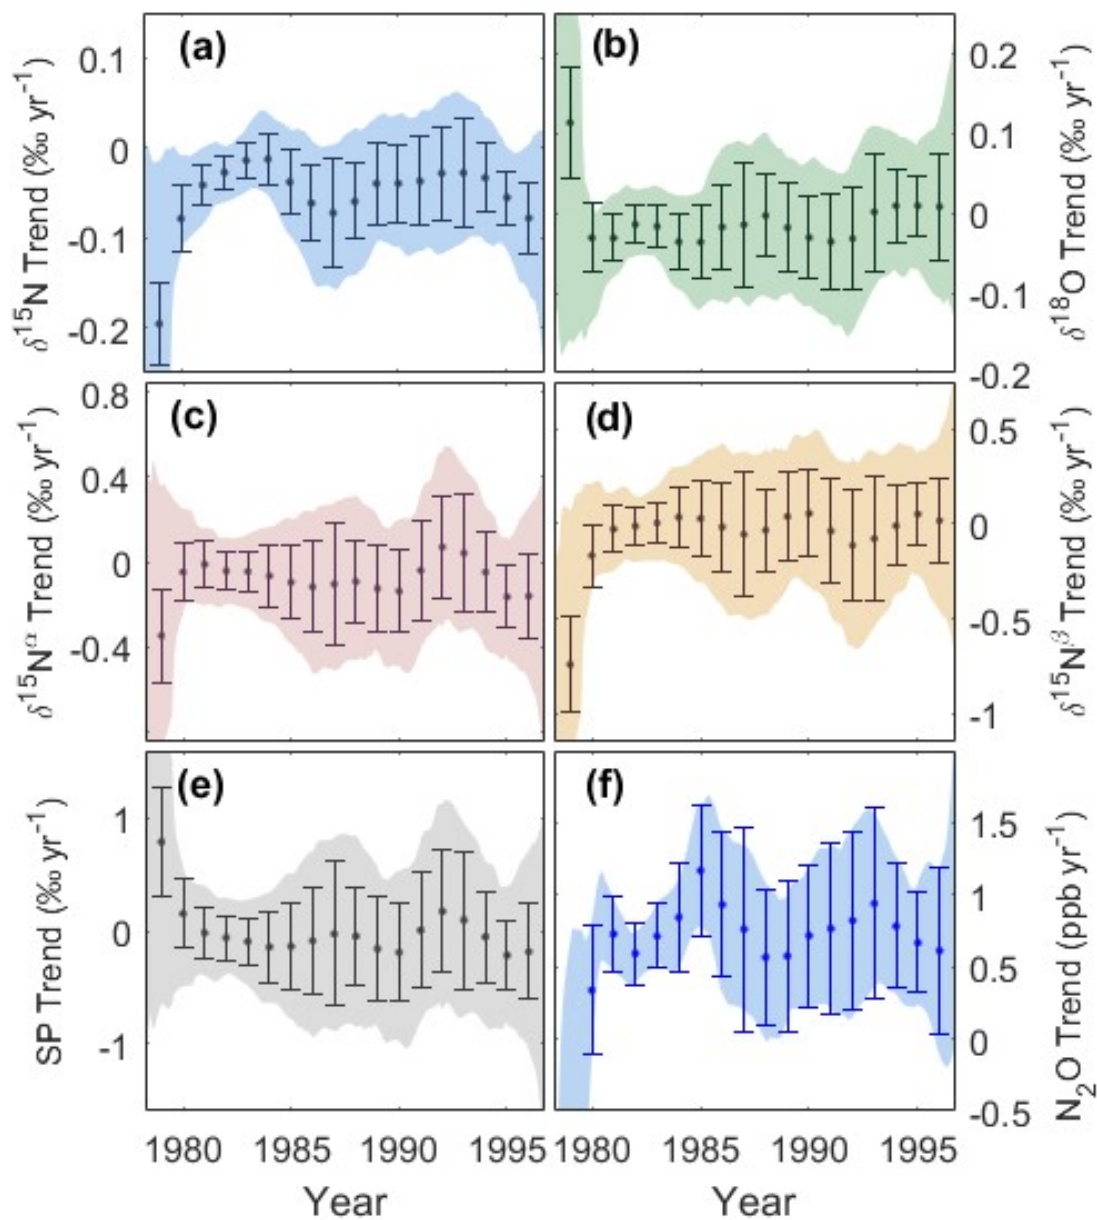 (a)
0.1
0
-0.1
-0.2
δ¹⁵N Trend (‰ yr⁻¹)
(b)
0.2
0.1
0
-0.1
-0.2
δ¹⁸O Trend (‰ yr⁻¹)
(c)
0.8
0.4
0
-0.4
δ¹⁵Nᵅ Trend (‰ yr⁻¹)
(d)
0.5
0
-0.5
-1
δ¹⁵Nᵝ Trend (‰ yr⁻¹)
(e)
1
0
-1
SP Trend (‰ yr⁻¹)
(f)
1.5
1
0.5
0
-0.5
N₂O Trend (ppb yr⁻¹)
1980 1985 1990 1995
1980 1985 1990 1995
Year
Year